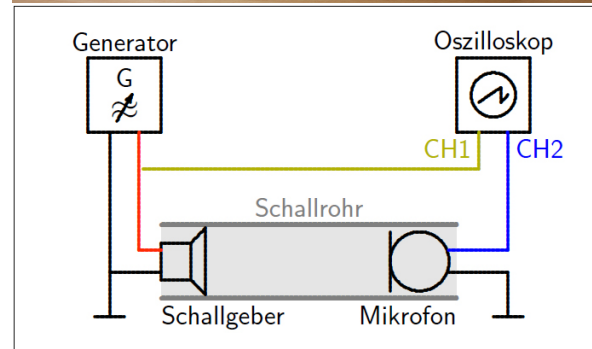 Generator
Oszilloskop
G
CH1
CH2
Schallrohr
Schallgeber
Mikrofon